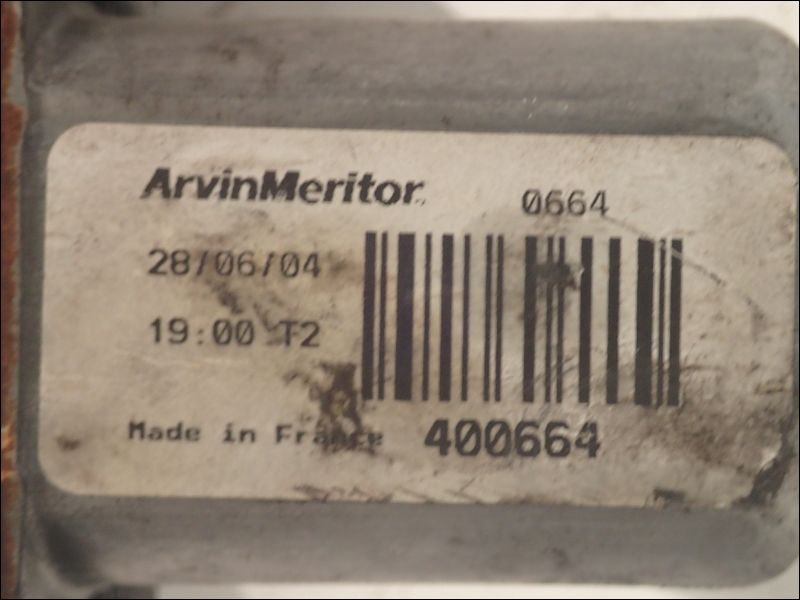 ArvinMeritor
0664
28/06/04
19:00 T2
Made in France
400664